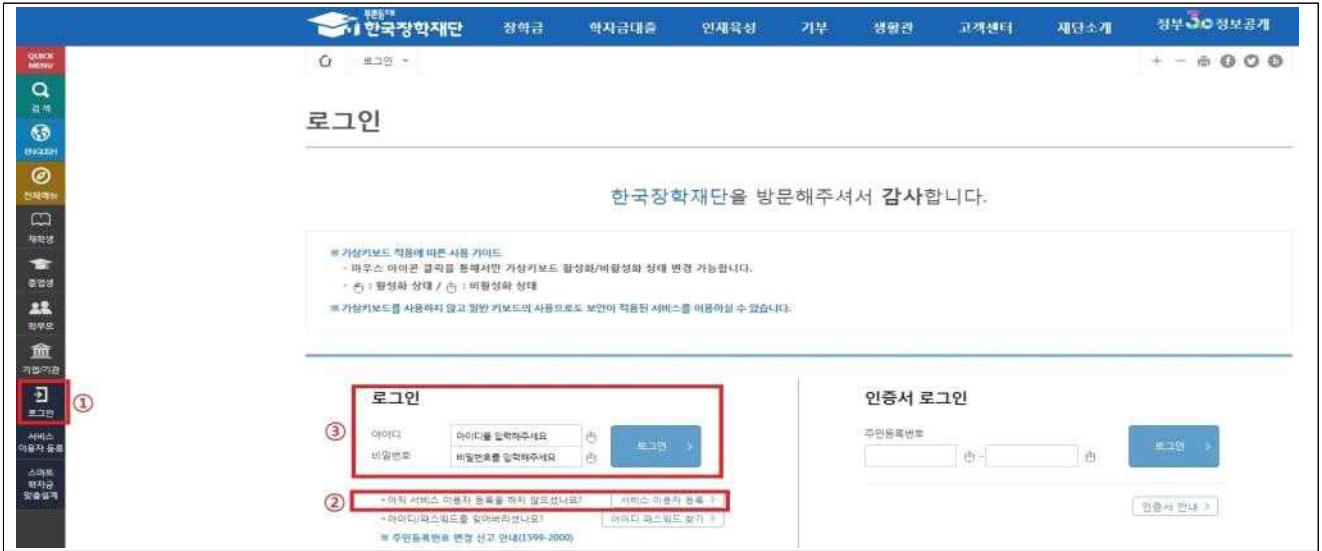 푸른등대
한국장학재단
장학금
학자금대출
인재육성
기부
생활관
고객센터
재단소개
정부3.0 정보공개
QUICK
MENU
검색
ENGLISH
전체메뉴
재학생
졸업생
학부모
기업/기관
로그인
서비스
이용자 등록
스마트
학자금
맞춤설계
로그인
+ -
로그인
한국장학재단을 방문해주셔서 감사합니다.
※ 가상키보드 적용에 따른 사용 가이드
- 마우스 아이콘 클릭을 통해서만 가상키보드 활성화/비활성화 상태 변경 가능합니다.
- : 활성화 상태 / : 비활성화 상태
※ 가상키보드를 사용하지 않고 일반 키보드의 사용으로도 보안이 적용된 서비스를 이용하실 수 있습니다.
①
③
로그인
아이디
아이디를 입력해주세요
비밀번호
비밀번호를 입력해주세요
로그인 >
②
• 아직 서비스 이용자 등록을 하지 않으셨나요?
서비스 이용자 등록 >
• 아이디/패스워드를 잊어버리셨나요?
아이디 패스워드 찾기 >
※ 주민등록번호 변경 신고 안내(1599-2000)
인증서 로그인
주민등록번호
-
로그인 >
인증서 안내 >